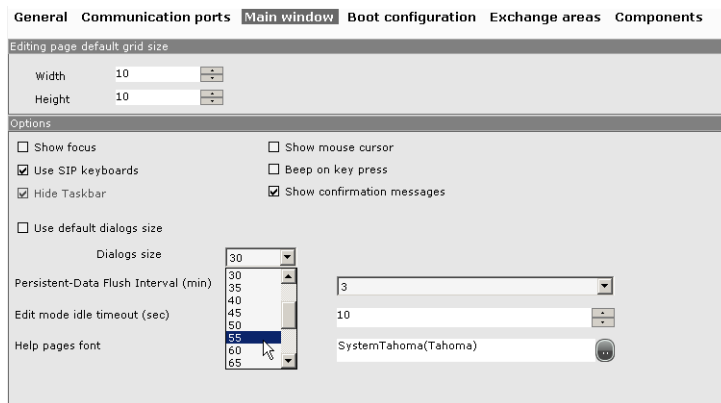 General Communication ports Main window Boot configuration Exchange areas Components
Editing page default grid size
Width 10
Height 10
Options
Show focus Show mouse cursor
Use SIP keyboards Beep on key press
Hide Taskbar Show confirmation messages
Use default dialogs size
Dialogs size 30
30
Persistent-Data Flush Interval (min) 35 3
40
Edit mode idle timeout (sec) 45 10
50
55
Help pages font 60 SystemTahoma(Tahoma) ..
65